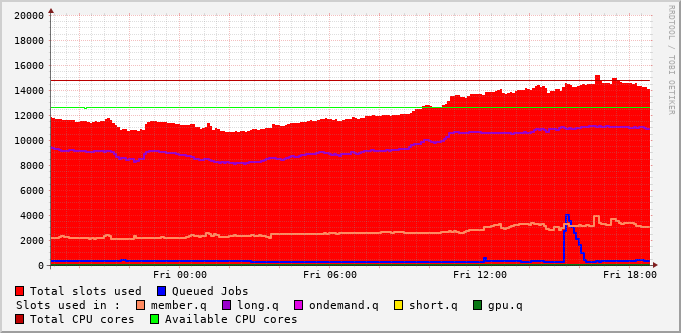 RRDTOOL / TOBI OETIKER
20000
18000
16000
14000
12000
10000
8000
6000
4000
2000
0
Fri 00:00 Fri 06:00 Fri 12:00 Fri 18:00
Total slots used Queued Jobs
Slots used in : member.q long.q ondemand.q short.q gpu.q
Total CPU cores Available CPU cores